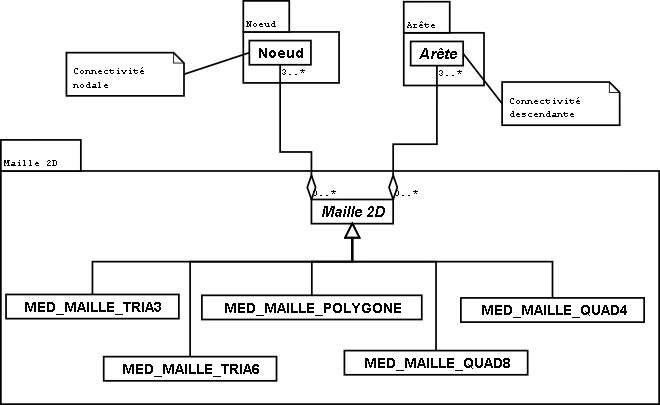 Noeud
Arête
Noeud
Arête
3..*
3..*
Connectivité
nodale
Connectivité
descendante
Maille 2D
0..*
0..*
Maille 2D
MED_MAILLE_TRIA3
MED_MAILLE_POLYGONE
MED_MAILLE_QUAD4
MED_MAILLE_TRIA6
MED_MAILLE_QUAD8